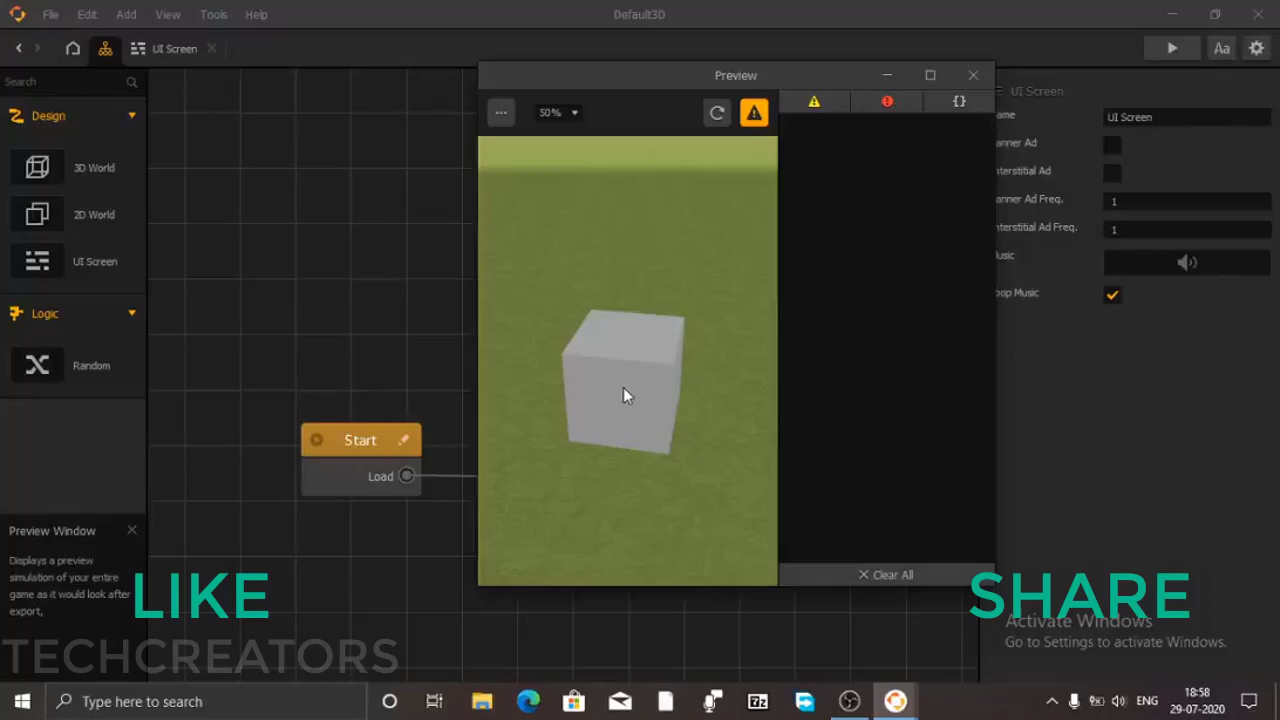 File Edit Add View Tools Help
Default3D
UI Screen
Aa
Search
Design
3D World
2D World
UI Screen
Logic
Random
Start
Load
Preview Window
Displays a preview
simulation of your entire
game as it would look after
export,
Preview
... 50%
{}
Clear All
UI Screen
ame UI Screen
anner Ad
nterstitial Ad
anner Ad Freq. 1
nterstitial Ad Freq. 1
usic
oop Music
LIKE
SHARE
TECHCREATORS
Activate Windows
Go to Settings to activate Windows.
Type here to search
7z
ENG
18:58
29-07-2020